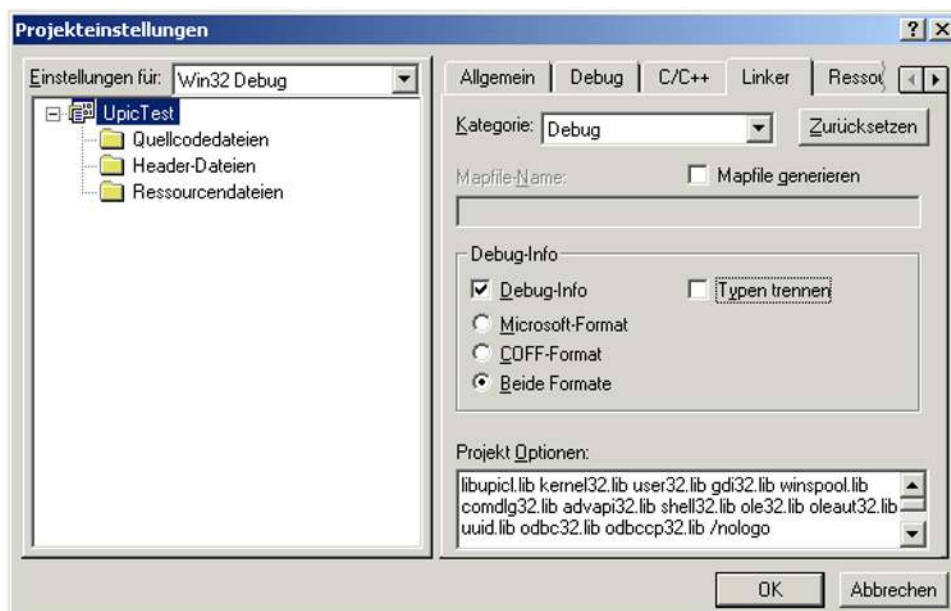 Projekteinstellungen
Einstellungen für: Win32 Debug
UpicTest
Quellcodedateien
Header-Dateien
Ressourcendateien
Allgemein Debug C/C++ Linker Ressou
Kategorie: Debug Zurücksetzen
Mapfile-Name: Mapfile generieren
Debug-Info
Debug-Info Typen trennen
Microsoft-Format
COFF-Format
Beide Formate
Projekt Optionen:
libupicl.lib kernel32.lib user32.lib gdi32.lib winspool.lib
comdlg32.lib advapi32.lib shell32.lib ole32.lib oleaut32.lib
uuid.lib odbc32.lib odbccp32.lib /nologo
OK Abbrechen